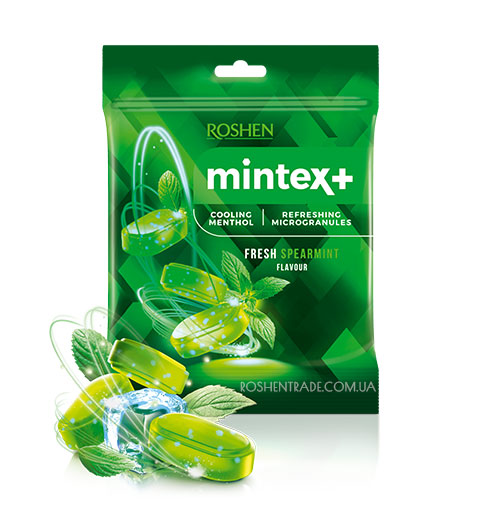 ROSHEN
mintex+
COOLING MENTHOL | REFRESHING MICROGRANULES
FRESH SPEARMINT
FLAVOUR
ROSHENTRADE.COM.UA